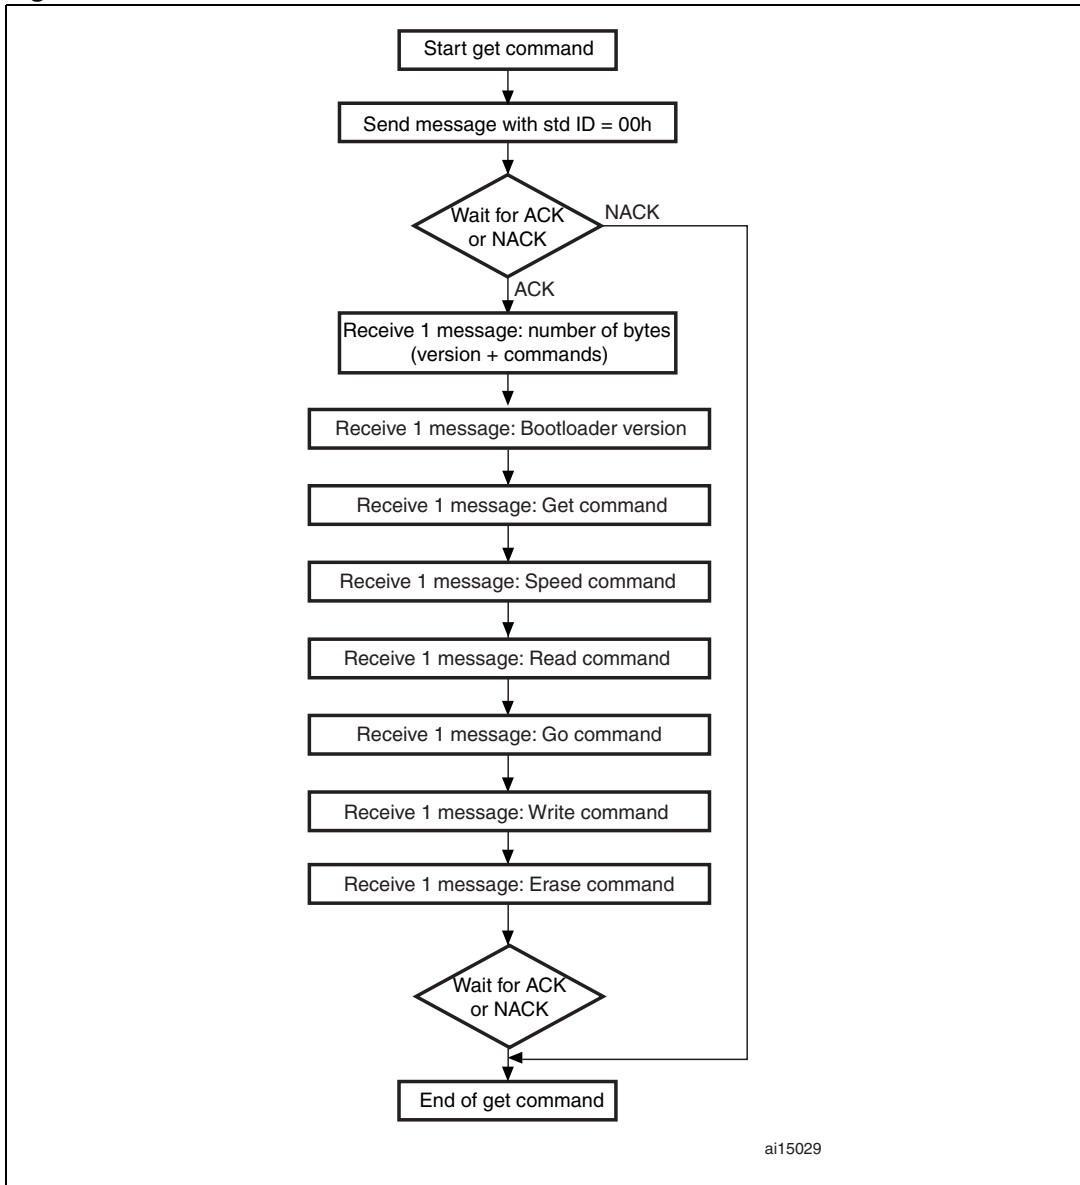 Start get command
Send message with std ID = 00h
Wait for ACK
or NACK
NACK
ACK
Receive 1 message: number of bytes
(version + commands)
Receive 1 message: Bootloader version
Receive 1 message: Get command
Receive 1 message: Speed command
Receive 1 message: Read command
Receive 1 message: Go command
Receive 1 message: Write command
Receive 1 message: Erase command
Wait for ACK
or NACK
End of get command
ai15029